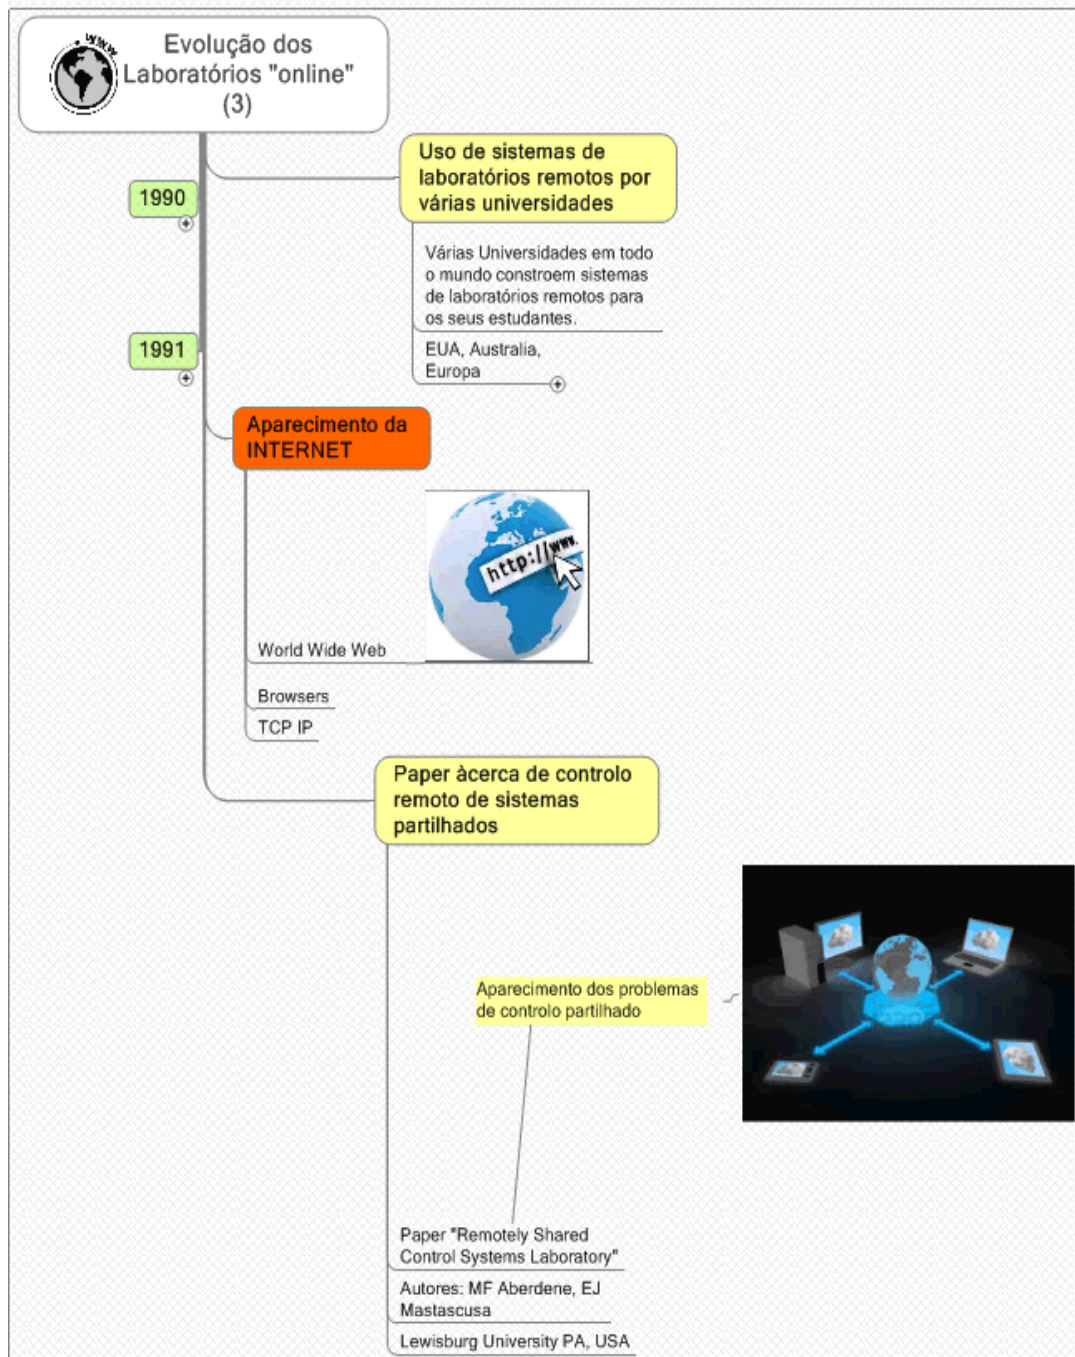 www
Evolução dos
Laboratórios "online"
(3)
Uso de sistemas de
laboratórios remotos por
várias universidades
1990
Várias Universidades em todo
o mundo constroem sistemas
de laboratórios remotos para
os seus estudantes.
1991
EUA, Australia,
Europa
Aparecimento da
INTERNET
http://www.
World Wide Web
Browsers
TCP IP
Paper àcerca de controlo
remoto de sistemas
partilhados
Aparecimento dos problemas
de controlo partilhado
Paper "Remotely Shared
Control Systems Laboratory"
Autores: MF Aberdene, EJ
Mastascusa
Lewisburg University PA, USA